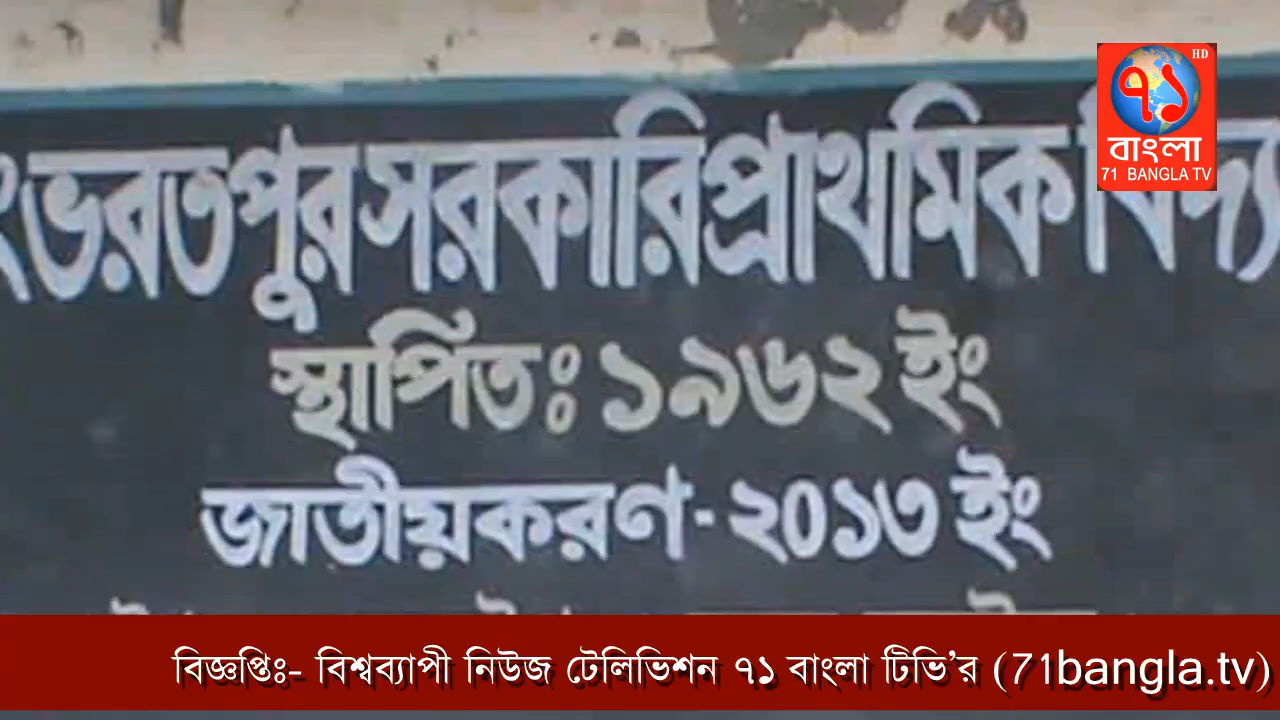 ংভরতপুর সরকারি প্রাথমিক বিদ্য
স্থাপিতঃ ১৯৬২ ইং
জাতীয়করণ-২০১৩ ইং
HD
৭১
বাংলা
71 BANGLA TV
বিজ্ঞপ্তিঃ- বিশ্বব্যাপী নিউজ টেলিভিশন ৭১ বাংলা টিভি'র (71bangla.tv)